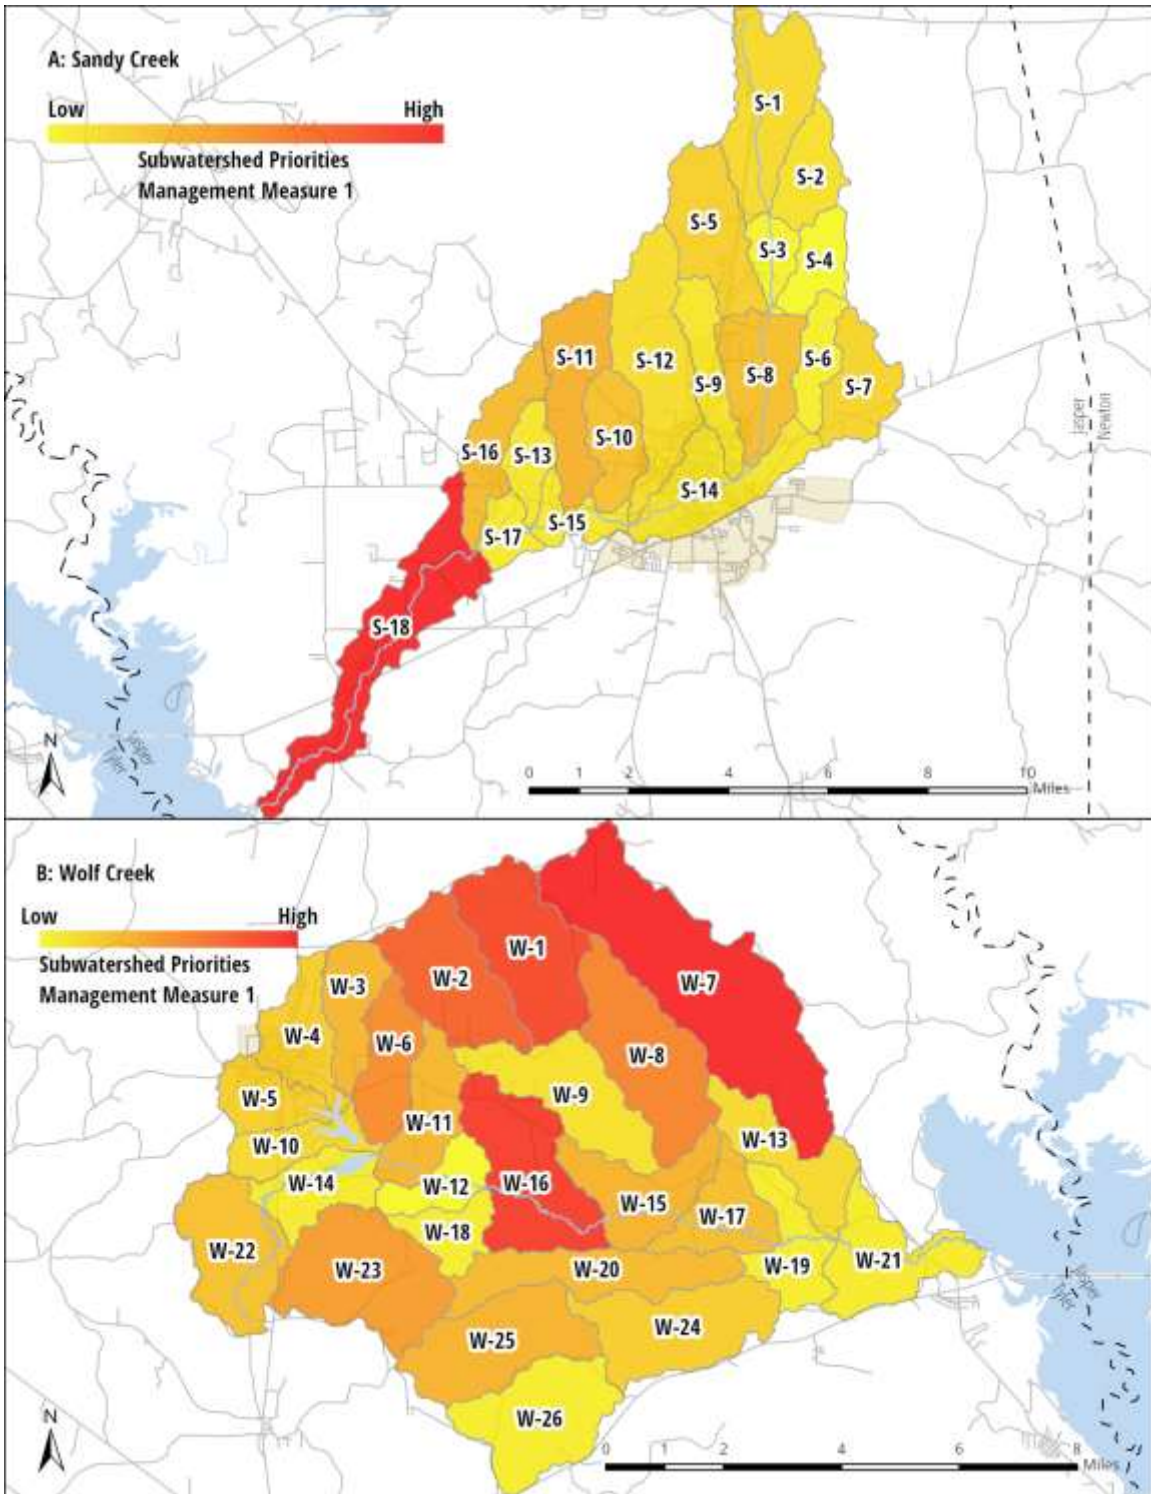 A: Sandy Creek
Low High
Subwatershed Priorities
Management Measure 1
S-1
S-2
S-5
S-3
S-4
S-11
S-12
S-6
S-8
S-9
S-7
S-10
S-16
S-13
S-14
S-15
S-17
S-18
Jasper
Newton
Jasper
Tyler
N
0 1 2 4 6 8 10
Miles
B: Wolf Creek
Low High
Subwatershed Priorities
Management Measure 1
W-1
W-2
W-7
W-3
W-4
W-6
W-8
W-5
W-9
W-11
W-13
W-10
W-14
W-12
W-16
W-15
W-17
W-18
W-22
W-23
W-20
W-19
W-21
W-24
W-25
W-26
Jasper
Tyler
N
0 1 2 4 6 8
Miles